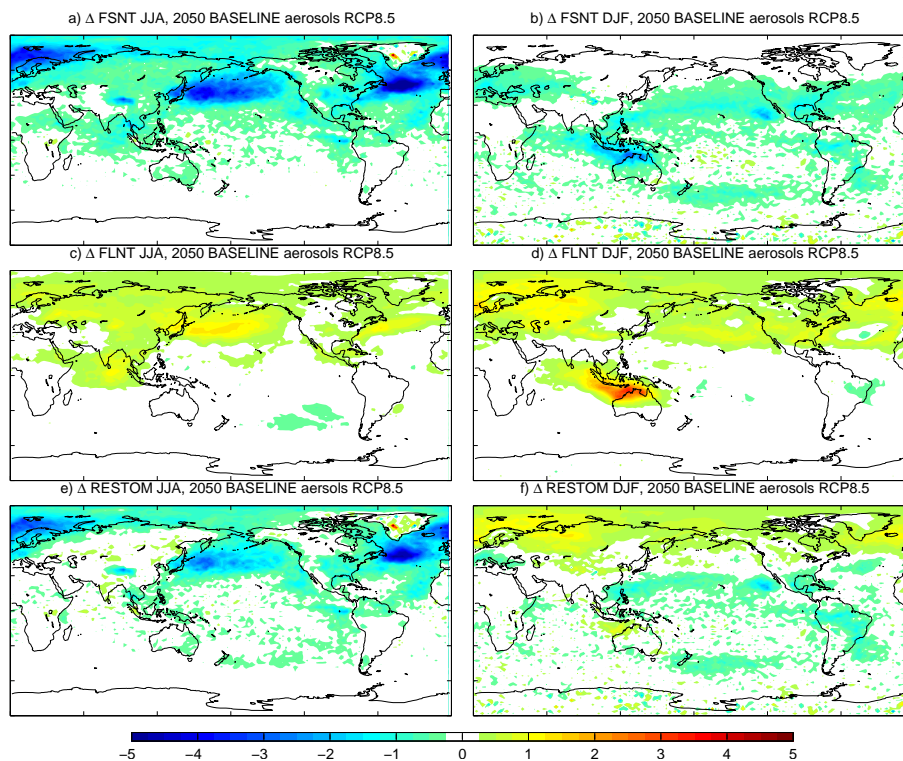 a) Δ FSNT JJA, 2050 BASELINE aerosols RCP8.5
b) Δ FSNT DJF, 2050 BASELINE aerosols RCP8.5
c) Δ FLNT JJA, 2050 BASELINE aerosols RCP8.5
d) Δ FLNT DJF, 2050 BASELINE aerosols RCP8.5
e) Δ RESTOM JJA, 2050 BASELINE aersols RCP8.5
f) Δ RESTOM DJF, 2050 BASELINE aerosols RCP8.5
−5 −4 −3 −2 −1 0 1 2 3 4 5